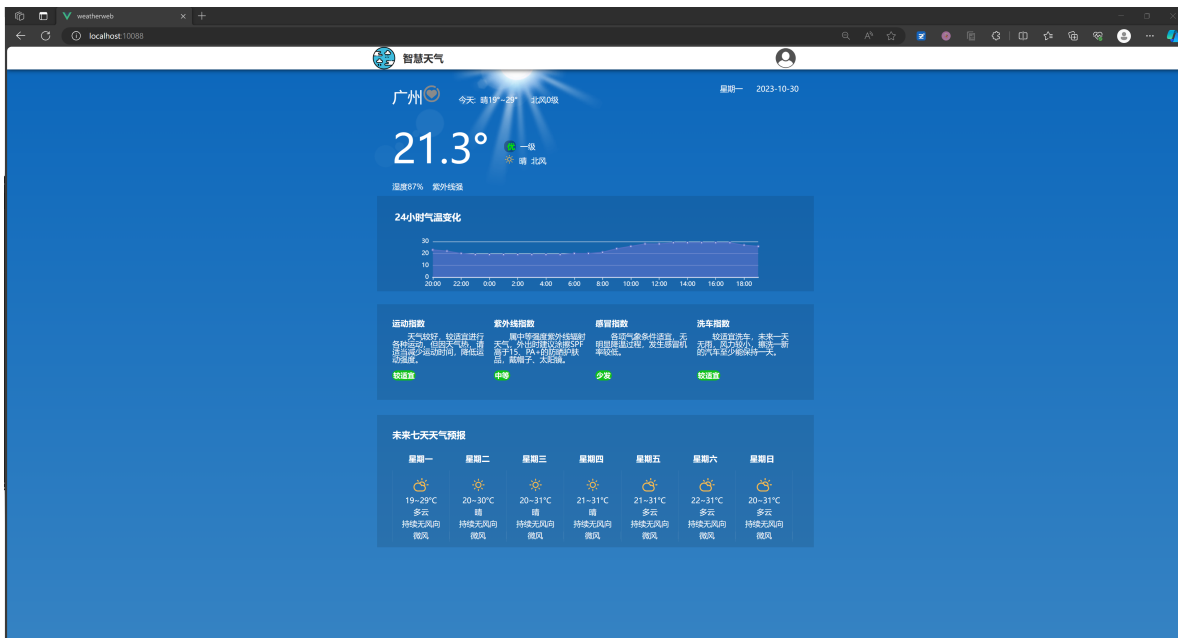 weatherweb
localhost:10088
智慧天气
广州
今天: 晴19°~29° 北风0级
星期一 2023-10-30
21.3°
优 一级
晴 北风
湿度87% 紫外线强
24小时气温变化
30
20
10
0
20:00 22:00 0:00 2:00 4:00 6:00 8:00 10:00 12:00 14:00 16:00 18:00
运动指数
天气较好，较适宜进行
各种运动，但因天气热，请
适当减少运动时间，降低运
动强度。
较适宜
紫外线指数
属中等强度紫外线辐射
天气，外出时建议涂擦SPF
高于15、PA+的防晒护肤
品，戴帽子、太阳镜。
中等
感冒指数
各项气象条件适宜，无
明显降温过程，发生感冒机
率较低。
少发
洗车指数
较适宜洗车，未来一天
无雨，风力较小，擦洗一新
的汽车至少能保持一天。
较适宜
未来七天天气预报
星期一 星期二 星期三 星期四 星期五 星期六 星期日
19~29°C 20~30°C 20~31°C 21~31°C 21~31°C 22~31°C 20~31°C
多云 晴 晴 晴 多云 多云 多云
持续无风向 持续无风向 持续无风向 持续无风向 持续无风向 持续无风向 持续无风向
微风 微风 微风 微风 微风 微风 微风